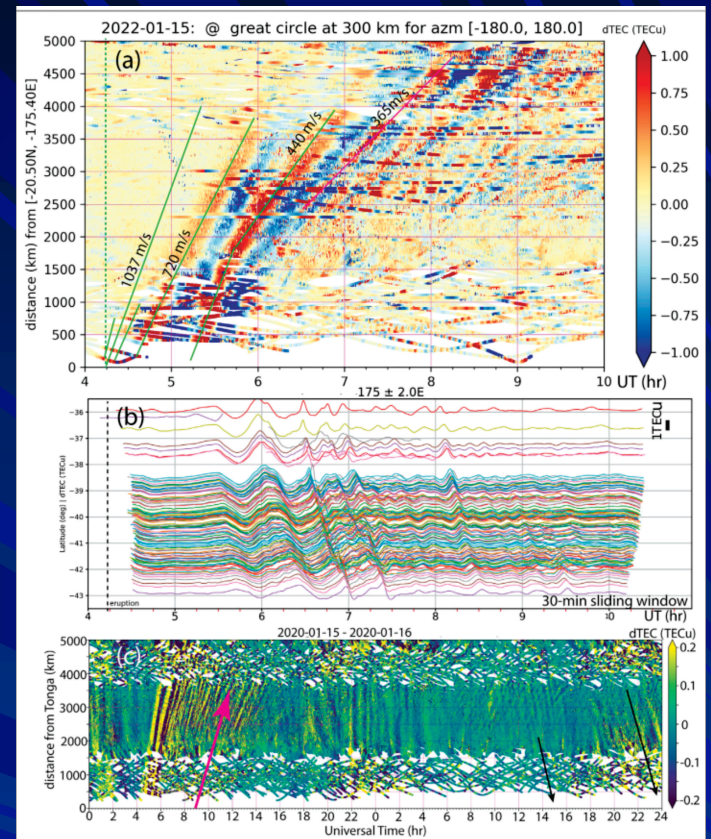 2022-01-15: @ great circle at 300 km for azm [-180.0, 180.0]
dTEC (TECu)
(a)
5000
4500
4000
3500
3000
2500
2000
1500
1000
500
0
distance (km) from [-20.50N, -175.40E]
1037 m/s
720 m/s
440 m/s
365m/s
1.00
0.75
0.50
0.25
0.00
−0.25
−0.50
−0.75
−1.00
4 5 6 7 8 9 10
UT (hr)
175 ± 2.0E
(b)
−36
−37
−38
−39
−40
−41
−42
−43
Latitude (deg) | dTEC (TECu)
1TECu
eruption
30-min sliding window
4 5 6 7 8 9 10
UT (hr)
2020-01-15 - 2020-01-16
dTEC (TECu)
(c)
5000
4000
3000
2000
1000
0
distance from Tonga (km)
0.2
0.1
0
-0.1
-0.2
0 2 4 6 8 10 12 14 16 18 20 22 0 2 4 6 8 10 12 14 16 18 20 22 24
Universal Time (hr)